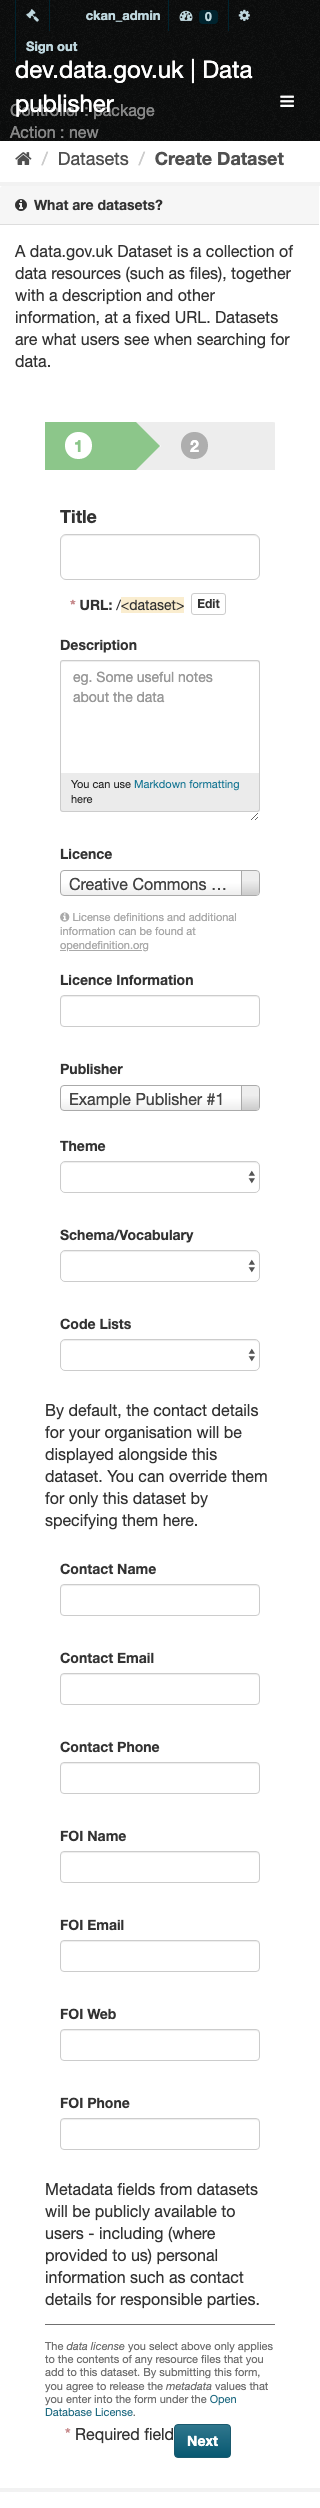 ckan_admin 0
Sign out
dev.data.gov.uk | Data
publisher
Controller : package
Action : new
/ Datasets / Create Dataset
What are datasets?
A data.gov.uk Dataset is a collection of
data resources (such as files), together
with a description and other
information, at a fixed URL. Datasets
are what users see when searching for
data.
1 2
Title
* URL: /<dataset> Edit
Description
eg. Some useful notes
about the data
You can use Markdown formatting
here
Licence
Creative Commons ...
License definitions and additional
information can be found at
opendefinition.org
Licence Information
Publisher
Example Publisher #1
Theme
Schema/Vocabulary
Code Lists
By default, the contact details
for your organisation will be
displayed alongside this
dataset. You can override them
for only this dataset by
specifying them here.
Contact Name
Contact Email
Contact Phone
FOI Name
FOI Email
FOI Web
FOI Phone
Metadata fields from datasets
will be publicly available to
users - including (where
provided to us) personal
information such as contact
details for responsible parties.
The data license you select above only applies
to the contents of any resource files that you
add to this dataset. By submitting this form,
you agree to release the metadata values that
you enter into the form under the Open
Database License.
* Required field Next